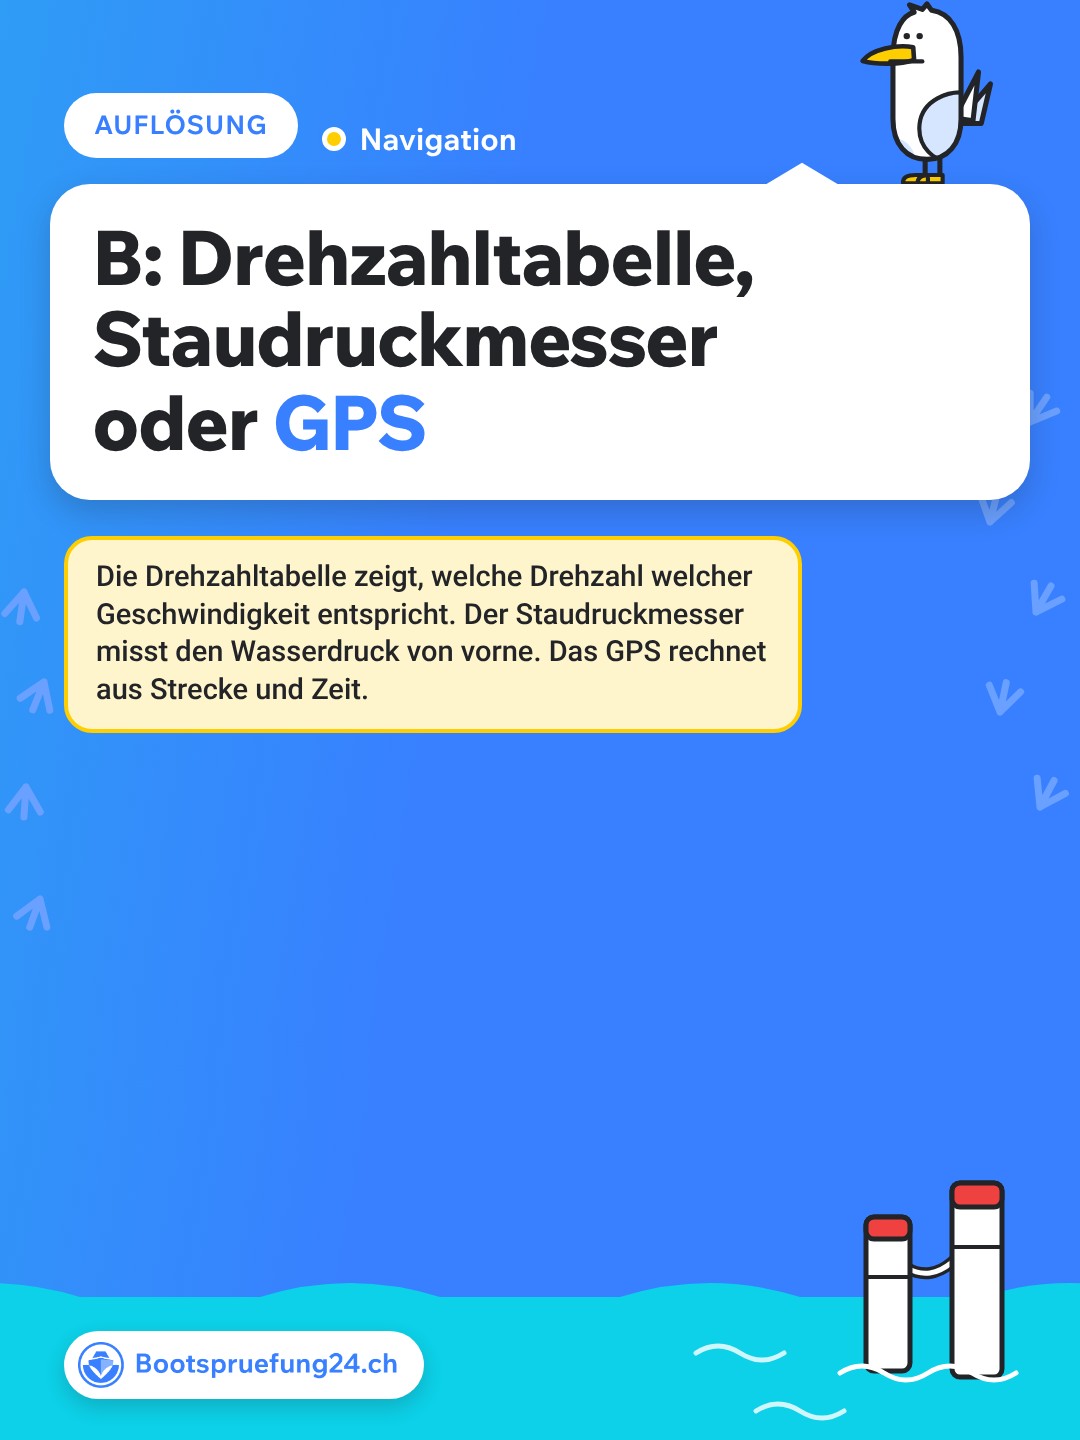 AUFLÖSUNG
Navigation
B: Drehzahltabelle,
Staudruckmesser
oder GPS
Die Drehzahltabelle zeigt, welche Drehzahl welcher
Geschwindigkeit entspricht. Der Staudruckmesser
misst den Wasserdruck von vorne. Das GPS rechnet
aus Strecke und Zeit.
Bootspruefung24.ch